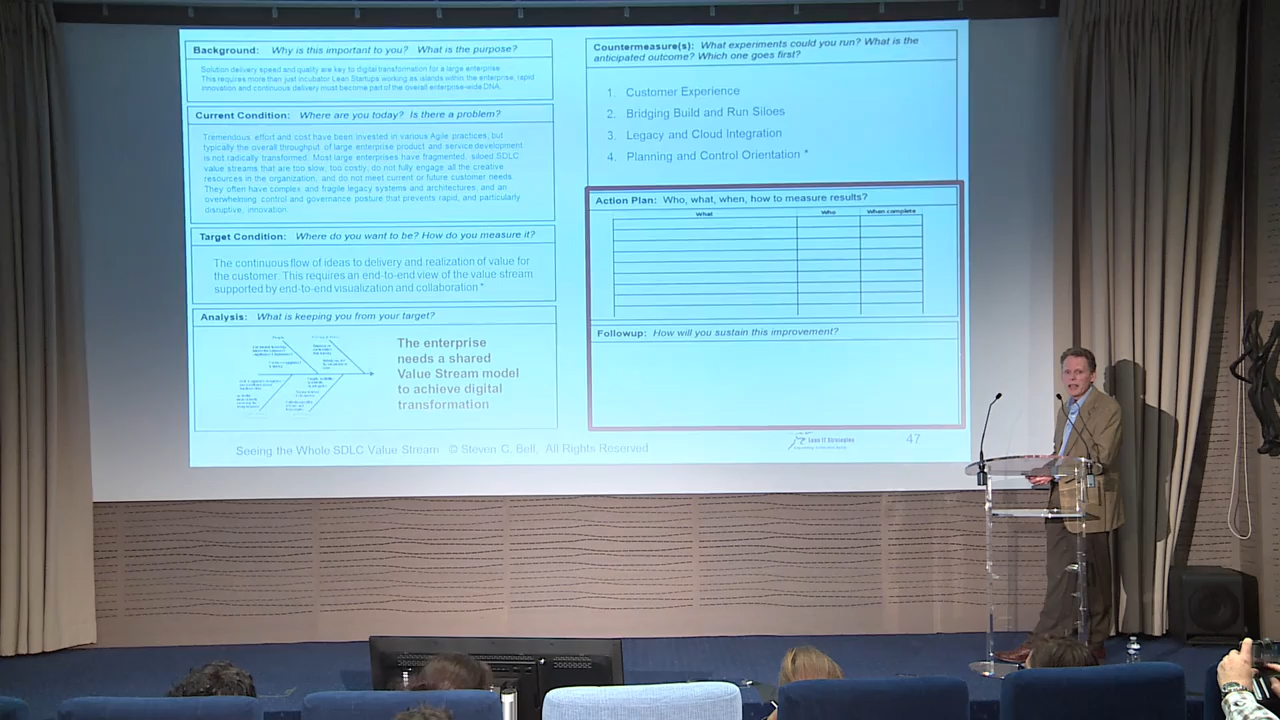 Background: Why is this important to you? What is the purpose?
Solution delivery speed and quality are key to digital transformation for a large enterprise.
This requires more than just incubator Lean Startups working as islands within the enterprise, rapid
innovation and continuous delivery must become part of the overall enterprise-wide DNA.
Current Condition: Where are you today? Is there a problem?
Tremendous effort and cost have been invested in various Agile practices, but
typically the overall throughput of large enterprise product and service development
is not radically transformed. Most large enterprises have fragmented, siloed SDLC
value streams that are too slow, too costly, do not fully engage all the creative
resources in the organization, and do not meet current or future customer needs.
They often have complex and fragile legacy systems and architectures, and an
overwhelming control and governance posture that prevents rapid, and particularly
disruptive, innovation.
Target Condition: Where do you want to be? How do you measure it?
The continuous flow of ideas to delivery and realization of value for
the customer. This requires an end-to-end view of the value stream
supported by end-to-end visualization and collaboration *
Analysis: What is keeping you from your target?
The enterprise
needs a shared
Value Stream model
to achieve digital
transformation
Countermeasure(s): What experiments could you run? What is the
anticipated outcome? Which one goes first?
1. Customer Experience
2. Bridging Build and Run Siloes
3. Legacy and Cloud Integration
4. Planning and Control Orientation *
Action Plan: Who, what, when, how to measure results?
What Who When complete
Followup: How will you sustain this improvement?
Seeing the Whole SDLC Value Stream © Steven C. Bell, All Rights Reserved
Lean IT Strategies
47